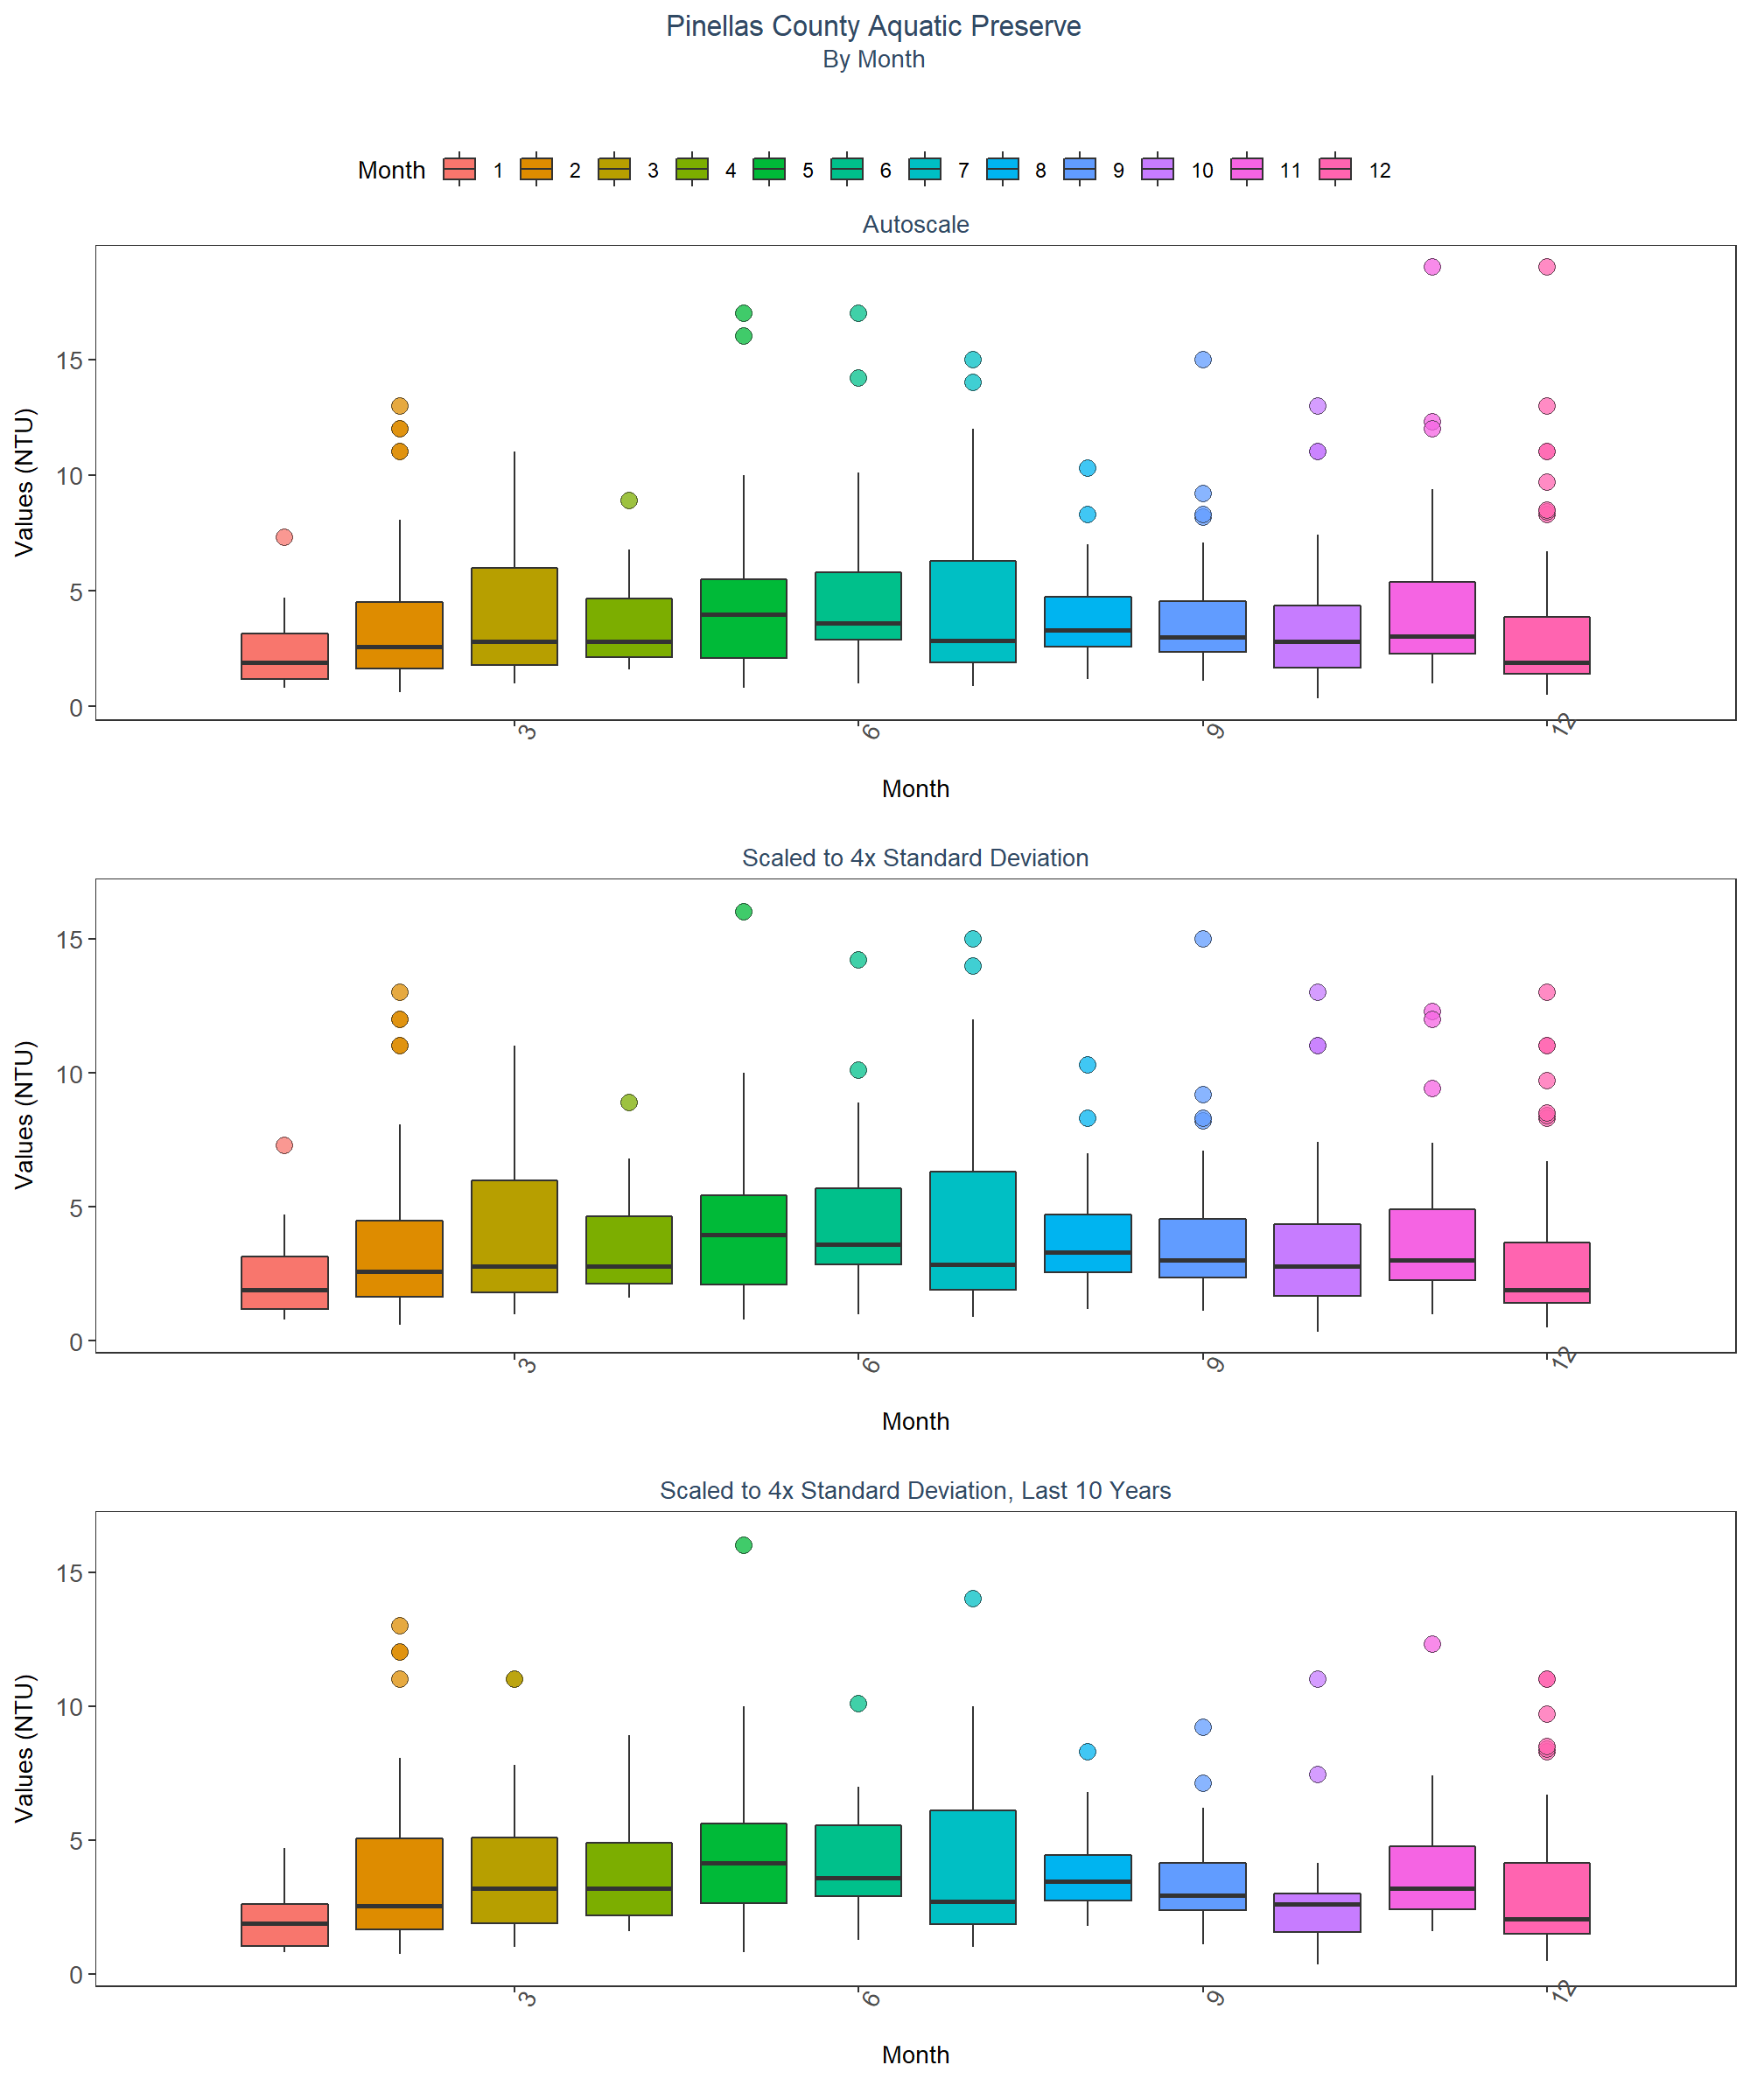 Pinellas County Aquatic Preserve
By Month
Month 1 2 3 4 5 6 7 8 9 10 11 12
Autoscale
Values (NTU)
15
10
5
0
3 6 9 12
Month
Scaled to 4x Standard Deviation
Values (NTU)
15
10
5
0
3 6 9 12
Month
Scaled to 4x Standard Deviation, Last 10 Years
Values (NTU)
15
10
5
0
3 6 9 12
Month